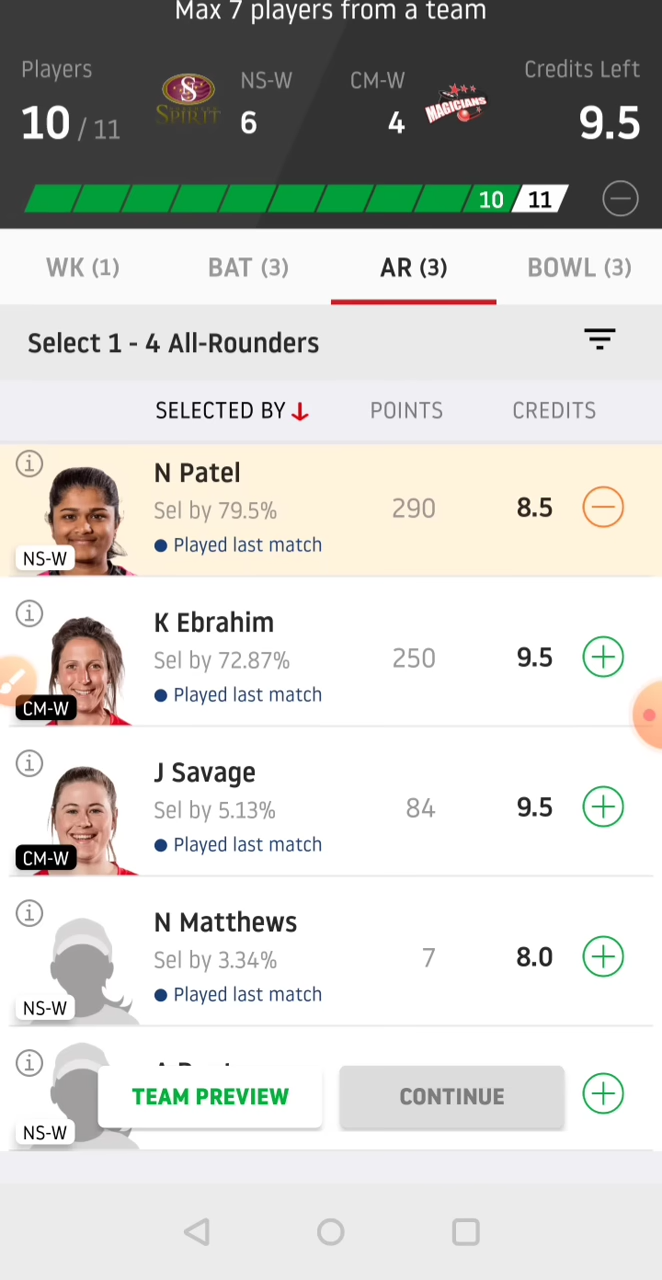 Max 7 players from a team
Players
NS-W
CM-W
Credits Left
10 / 11
S
SPIRIT
6
4
MAGICIANS
9.5
10
11
WK (1)
BAT (3)
AR (3)
BOWL (3)
Select 1 - 4 All-Rounders
SELECTED BY
POINTS
CREDITS
i
N Patel
Sel by 79.5%
290
8.5
Played last match
NS-W
i
K Ebrahim
Sel by 72.87%
250
9.5
Played last match
CM-W
i
J Savage
Sel by 5.13%
84
9.5
Played last match
CM-W
i
N Matthews
Sel by 3.34%
7
8.0
Played last match
NS-W
i
TEAM PREVIEW
CONTINUE
NS-W